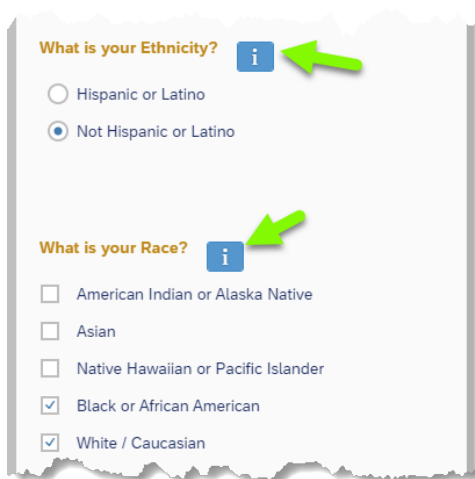 What is your Ethnicity? i
Hispanic or Latino
Not Hispanic or Latino
What is your Race? i
American Indian or Alaska Native
Asian
Native Hawaiian or Pacific Islander
Black or African American
White / Caucasian